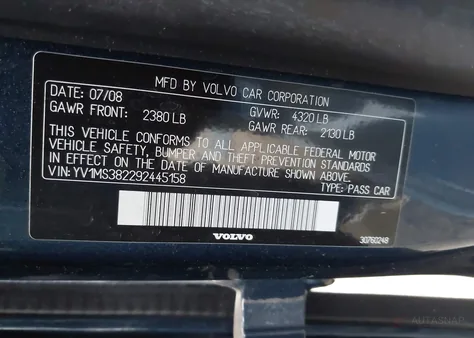 MFD BY VOLVO CAR CORPORATION
DATE: 07/08 GVWR: 4320 LB
GAWR FRONT: 2380 LB GAWR REAR: 2130 LB
THIS VEHICLE CONFORMS TO ALL APPLICABLE FEDERAL MOTOR
VEHICLE SAFETY, BUMPER AND THEFT PREVENTION STANDARDS
IN EFFECT ON THE DATE OF MANUFACTURE SHOWN ABOVE.
VIN: YV1MS382292445158 TYPE: PASS CAR
VOLVO 30760248
AUTASNAP